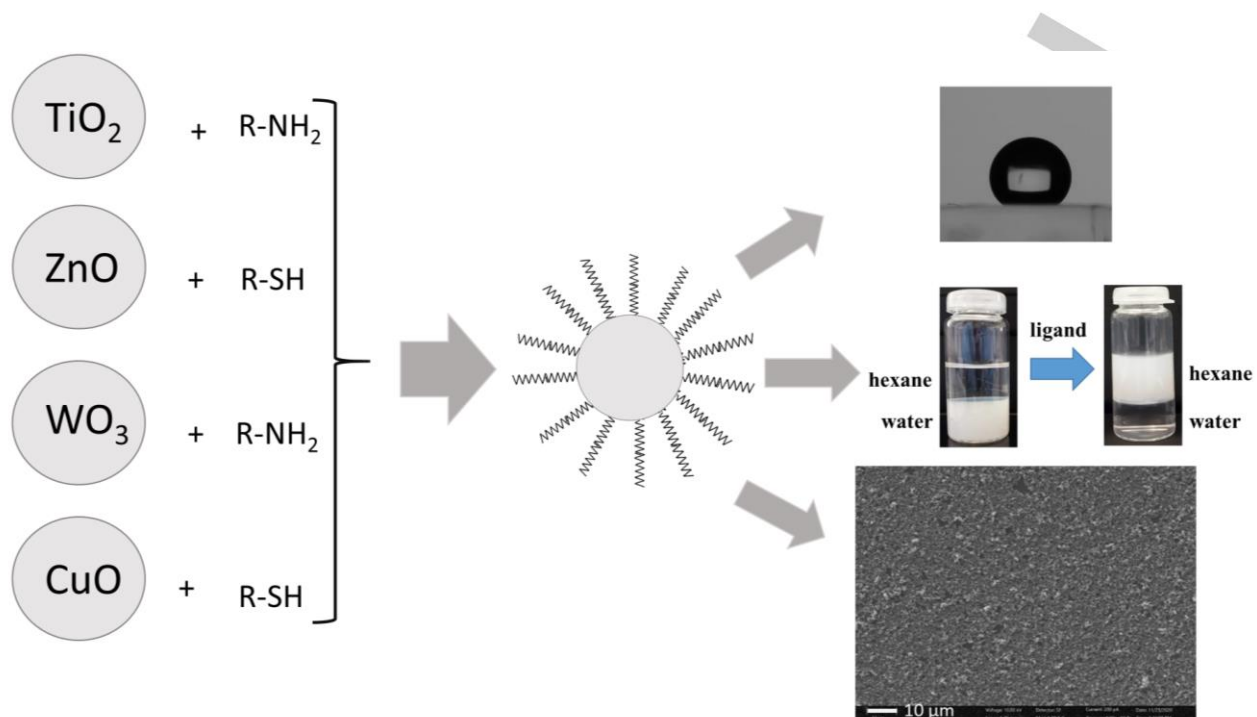 TiO₂ + R-NH₂
ZnO + R-SH
WO₃ + R-NH₂
CuO + R-SH
ligand
hexane
water
hexane
water
10 µm